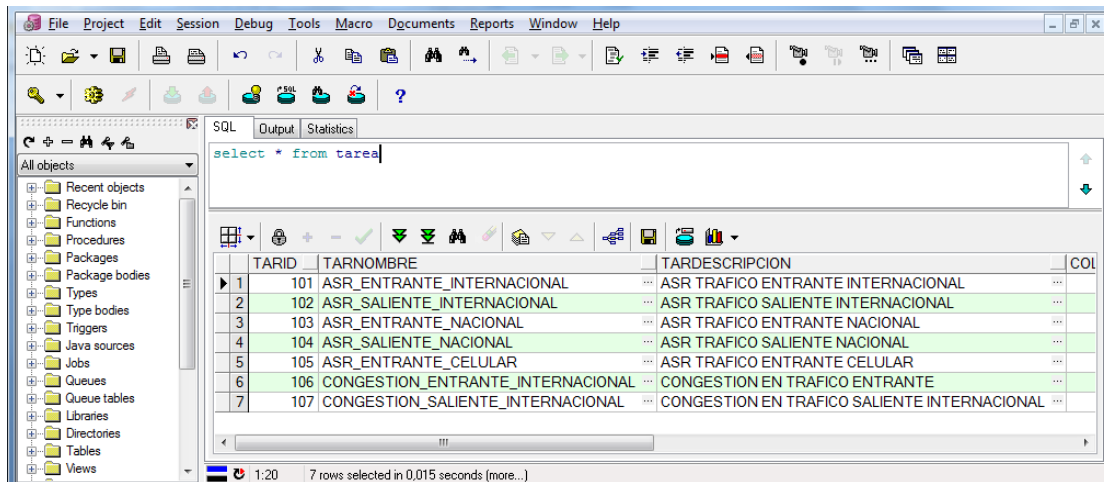 File Project Edit Session Debug Tools Macro Documents Reports Window Help
SQL Output Statistics
select * from tarea
All objects
Recent objects
Recycle bin
Functions
Procedures
Packages
Package bodies
Types
Type bodies
Triggers
Java sources
Jobs
Queues
Queue tables
Libraries
Directories
Tables
Views
TARID TARNOMBRE TARDESCRIPCION COL
1 101 ASR_ENTRANTE_INTERNACIONAL ... ASR TRAFICO ENTRANTE INTERNACIONAL ...
2 102 ASR_SALIENTE_INTERNACIONAL ... ASR TRAFICO SALIENTE INTERNACIONAL ...
3 103 ASR_ENTRANTE_NACIONAL ... ASR TRAFICO ENTRANTE NACIONAL ...
4 104 ASR_SALIENTE_NACIONAL ... ASR TRAFICO SALIENTE NACIONAL ...
5 105 ASR_ENTRANTE_CELULAR ... ASR TRAFICO ENTRANTE CELULAR ...
6 106 CONGESTION_ENTRANTE_INTERNACIONAL ... CONGESTION EN TRAFICO ENTRANTE ...
7 107 CONGESTION_SALIENTE_INTERNACIONAL ... CONGESTION EN TRAFICO SALIENTE INTERNACIONAL ...
1:20 7 rows selected in 0,015 seconds (more...)